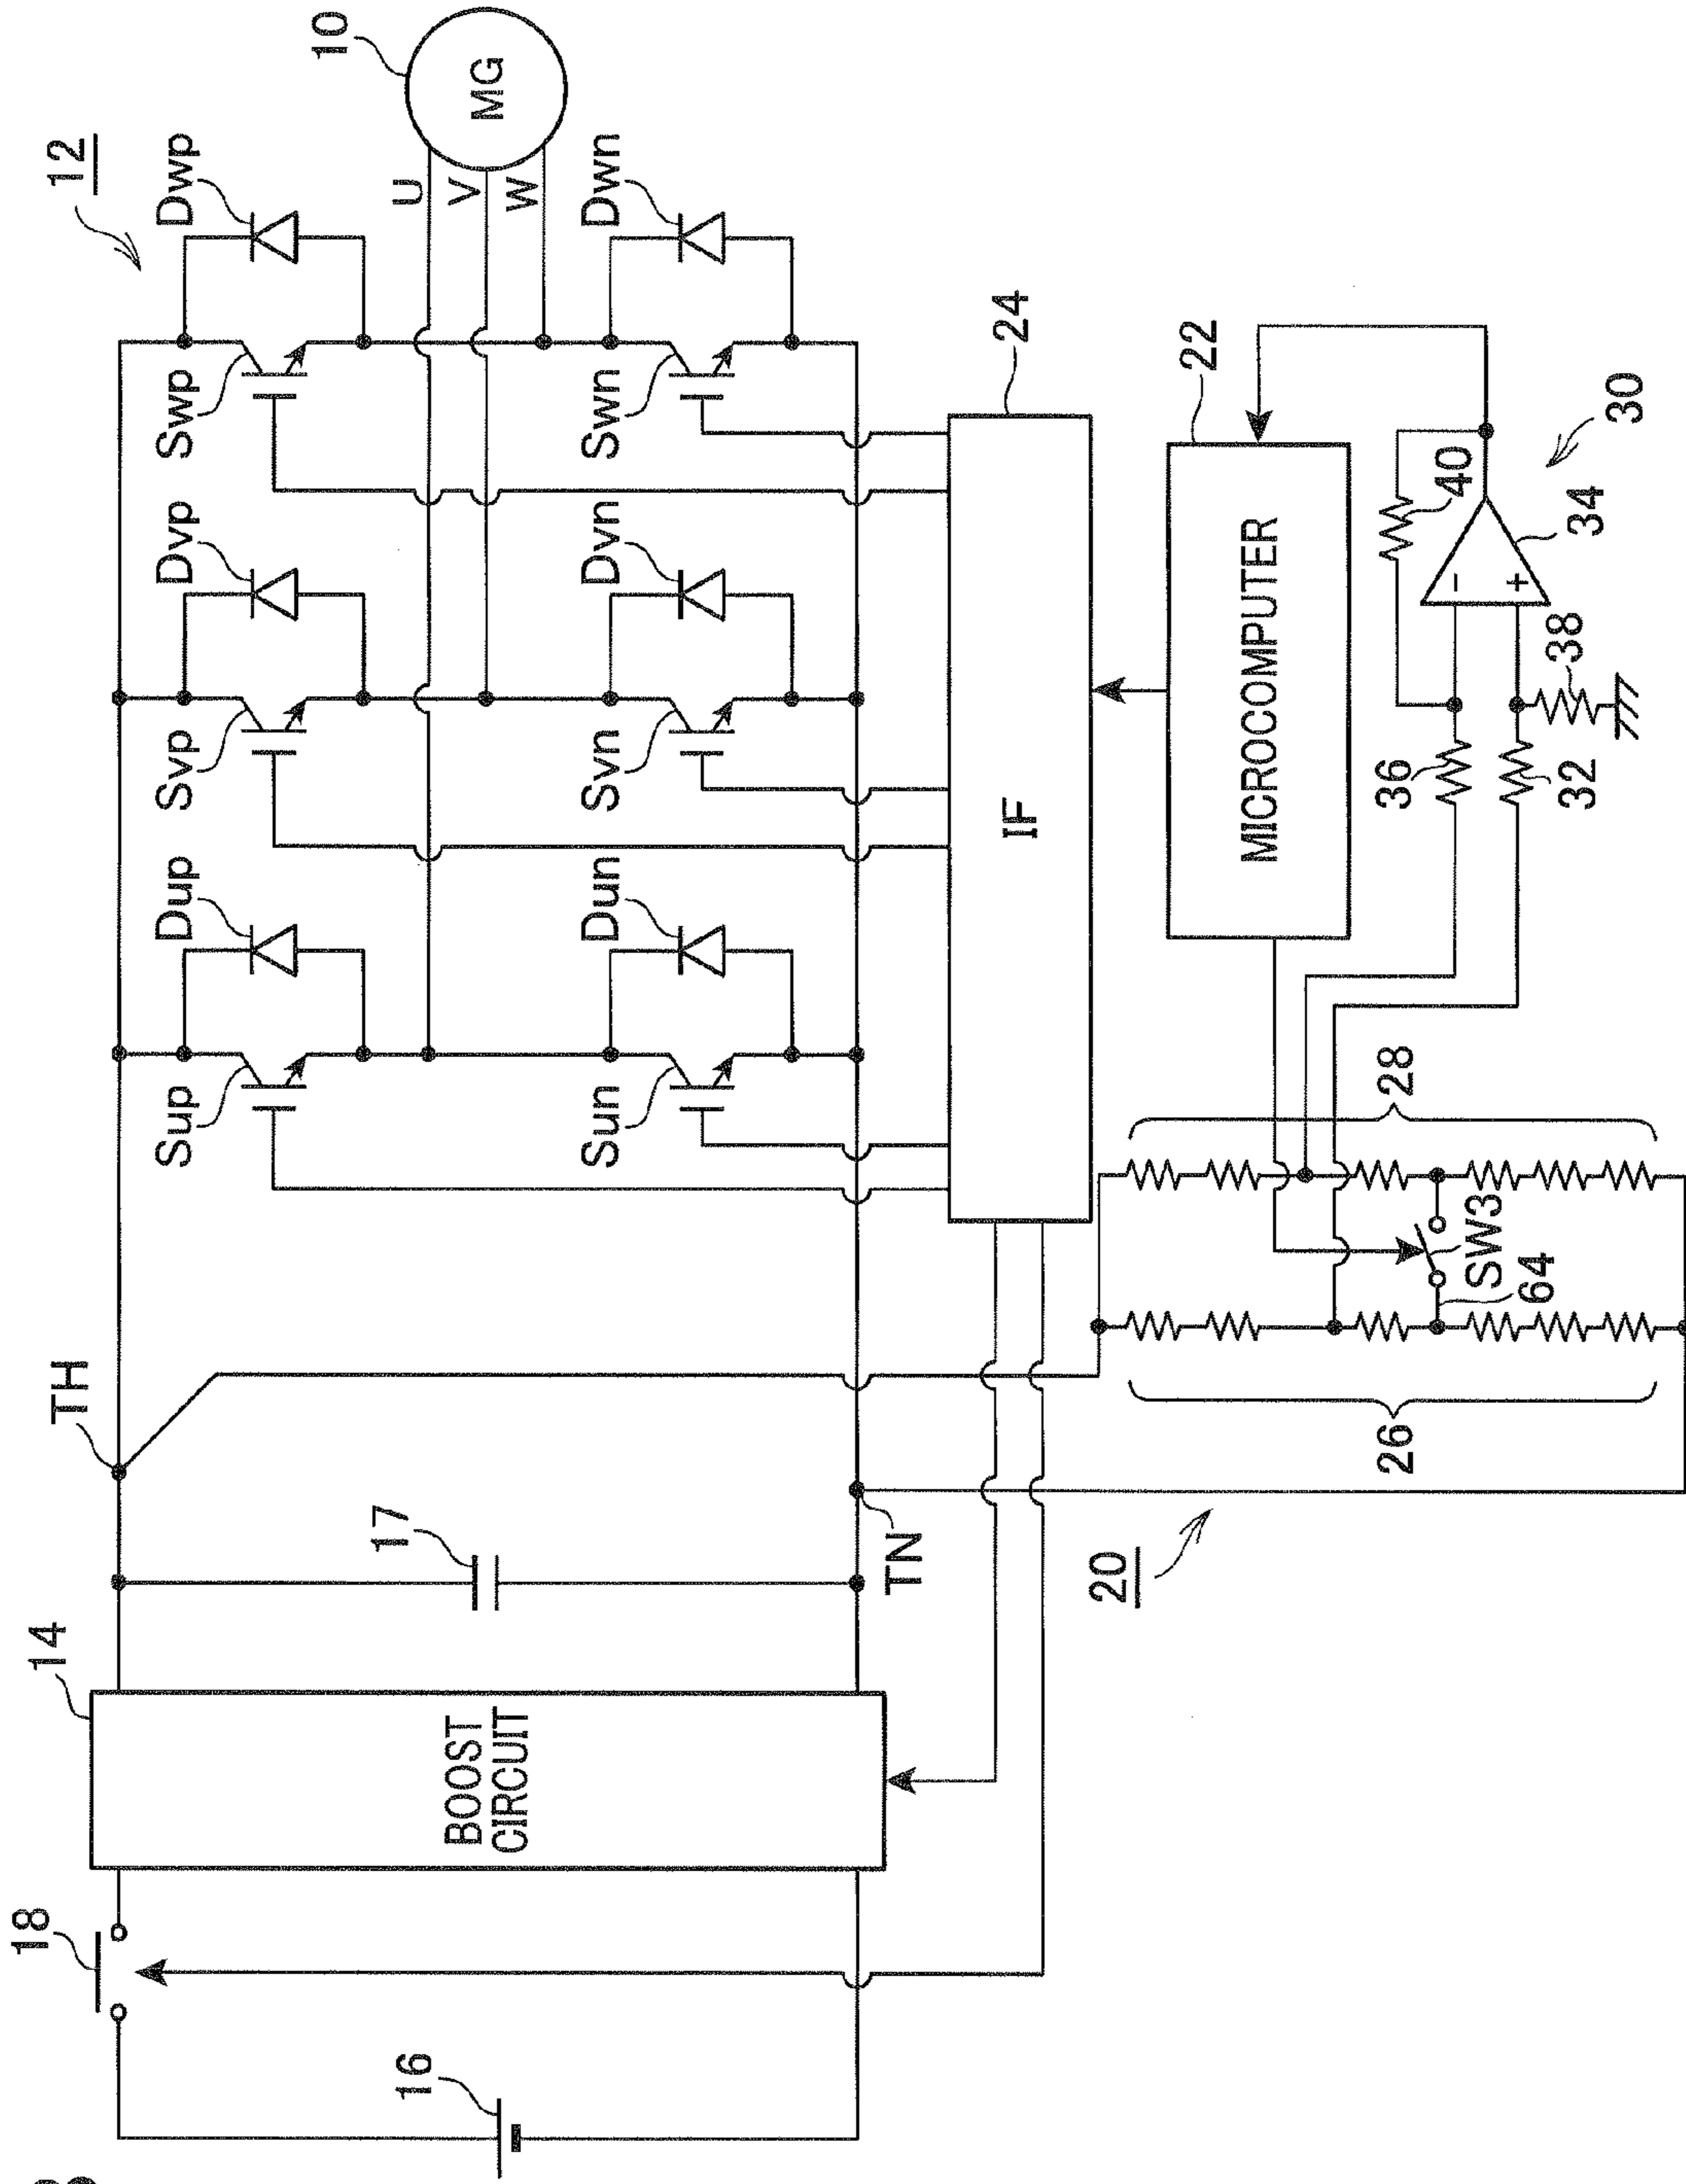 12
10
MG
Dwp
Dvp
Dup
Swp
Svp
Sup
U
V
W
Dwn
Dvn
Dun
Swn
Svn
Sun
TH
TN
17
14
BOOST
CIRCUIT
18
16
24
IF
22
MICROCOMPUTER
20
26
28
SW3
64
30
40
34
-
+
36
32
38